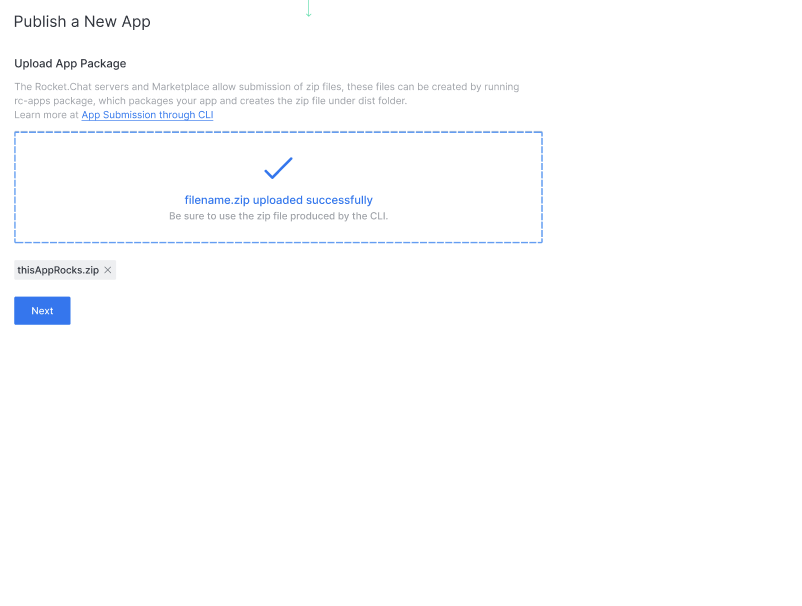 Publish a New App
Upload App Package
The Rocket.Chat servers and Marketplace allow submission of zip files, these files can be created by running
rc-apps package, which packages your app and creates the zip file under dist folder.
Learn more at App Submission through CLI
filename.zip uploaded successfully
Be sure to use the zip file produced by the CLI.
thisAppRocks.zip
Next